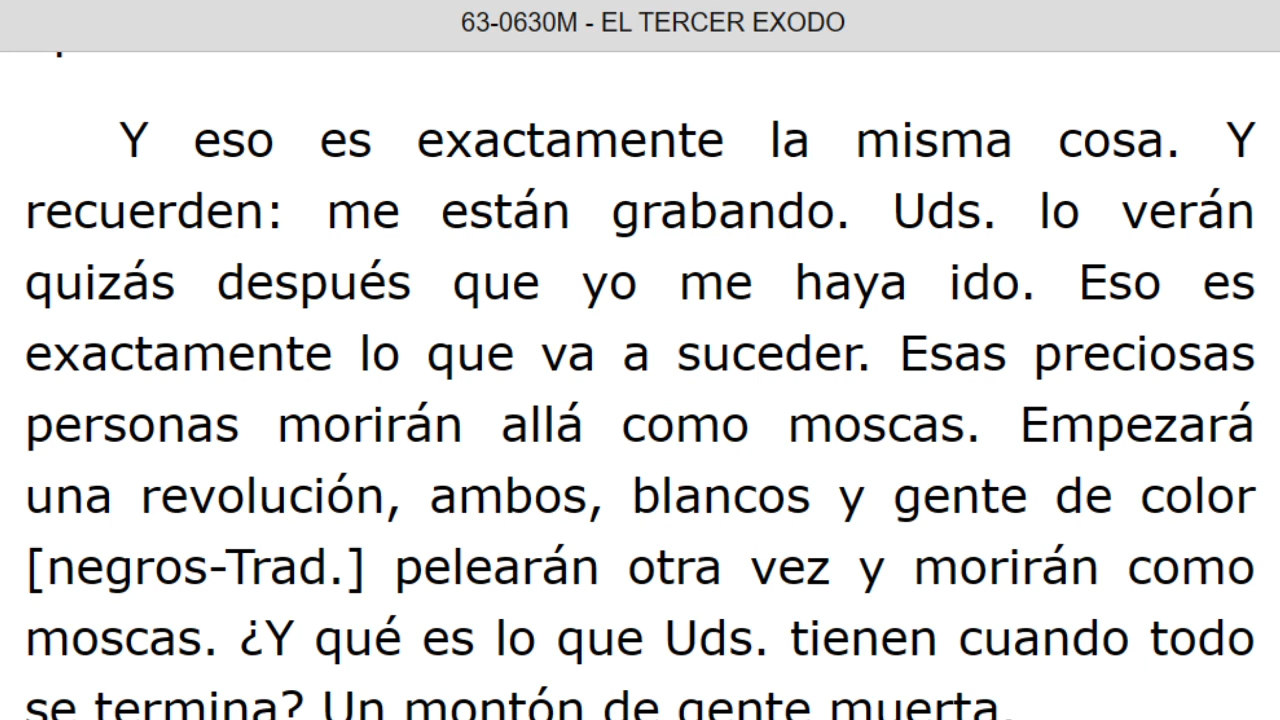 63-0630M - EL TERCER EXODO
Y eso es exactamente la misma cosa. Y
recuerden: me están grabando. Uds. lo verán
quizás después que yo me haya ido. Eso es
exactamente lo que va a suceder. Esas preciosas
personas morirán allá como moscas. Empezará
una revolución, ambos, blancos y gente de color
[negros-Trad.] pelearán otra vez y morirán como
moscas. ¿Y qué es lo que Uds. tienen cuando todo
se termina? Un montón de gente muerta.